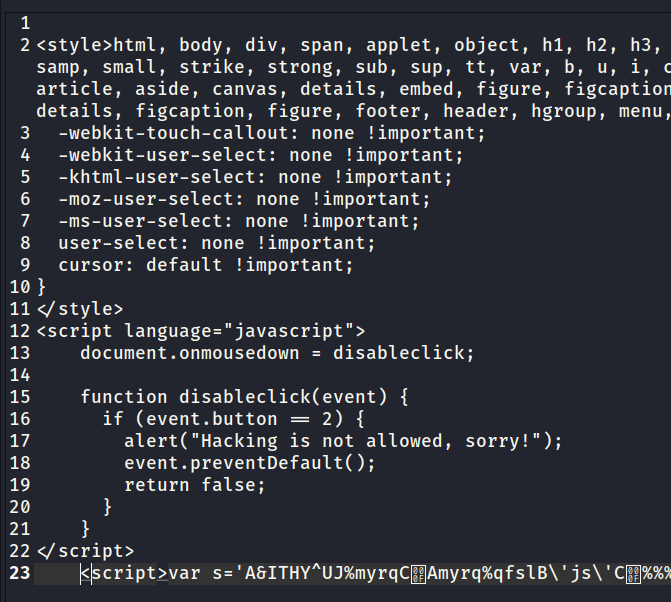 1
2 <style>html, body, div, span, applet, object, h1, h2, h3,
samp, small, strike, strong, sub, sup, tt, var, b, u, i, c
article, aside, canvas, details, embed, figure, figcaption
details, figcaption, figure, footer, header, hgroup, menu,
3   -webkit-touch-callout: none !important;
4   -webkit-user-select: none !important;
5   -khtml-user-select: none !important;
6   -moz-user-select: none !important;
7   -ms-user-select: none !important;
8   user-select: none !important;
9   cursor: default !important;
10 }
11 </style>
12 <script language="javascript">
13     document.onmousedown = disableclick;
14
15     function disableclick(event) {
16       if (event.button == 2) {
17         alert("Hacking is not allowed, sorry!");
18         event.preventDefault();
19         return false;
20       }
21     }
22 </script>
23     <script>var s='A&ITHY^UJ%myrqC Amyrq%qfslB\'js\'C %%%